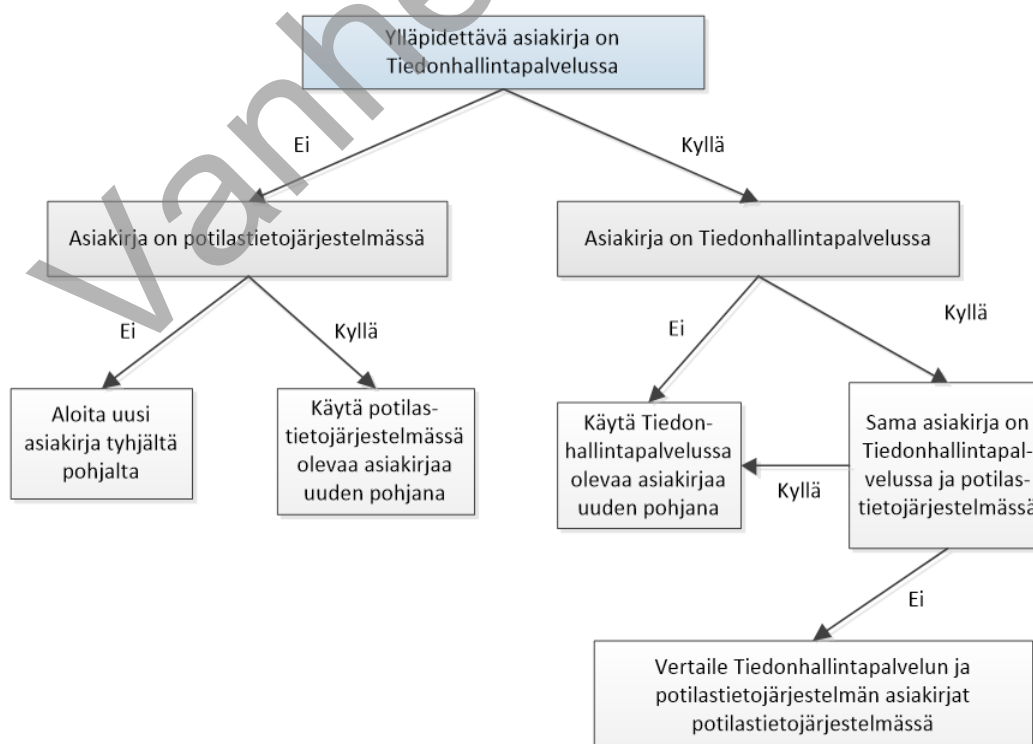 Ylläpidettävä asiakirja on
Tiedonhallintapalvelussa
Ei
Kyllä
Asiakirja on potilastietojärjestelmässä
Asiakirja on Tiedonhallintapalvelussa
Ei
Kyllä
Ei
Kyllä
Aloita uusi
asiakirja tyhjältä
pohjalta
Käytä potilas-
tietojärjestelmässä
olevaa asiakirjaa
uuden pohjana
Käytä Tiedon-
hallintapalvelussa
olevaa asiakirjaa
uuden pohjana
Kyllä
Sama asiakirja on
Tiedonhallintapal-
velussa ja potilas-
tietojärjestelmässä
Ei
Vertaile Tiedonhallintapalvelun ja
potilastietojärjestelmän asiakirjat
potilastietojärjestelmässä
Vanhe